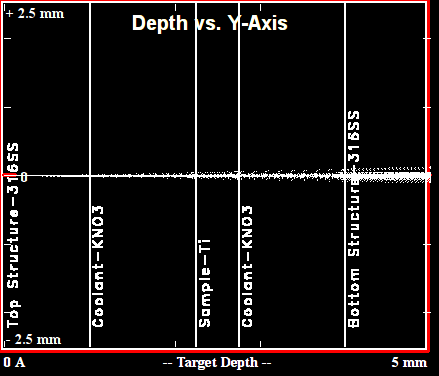 Depth vs. Y-Axis
+ 2.5 mm
0
- 2.5 mm
Top Structure-316SS
Coolant-KNO3
Sample-Ti
Coolant-KNO3
Bottom Structure-316SS
0 A
-- Target Depth --
5 mm